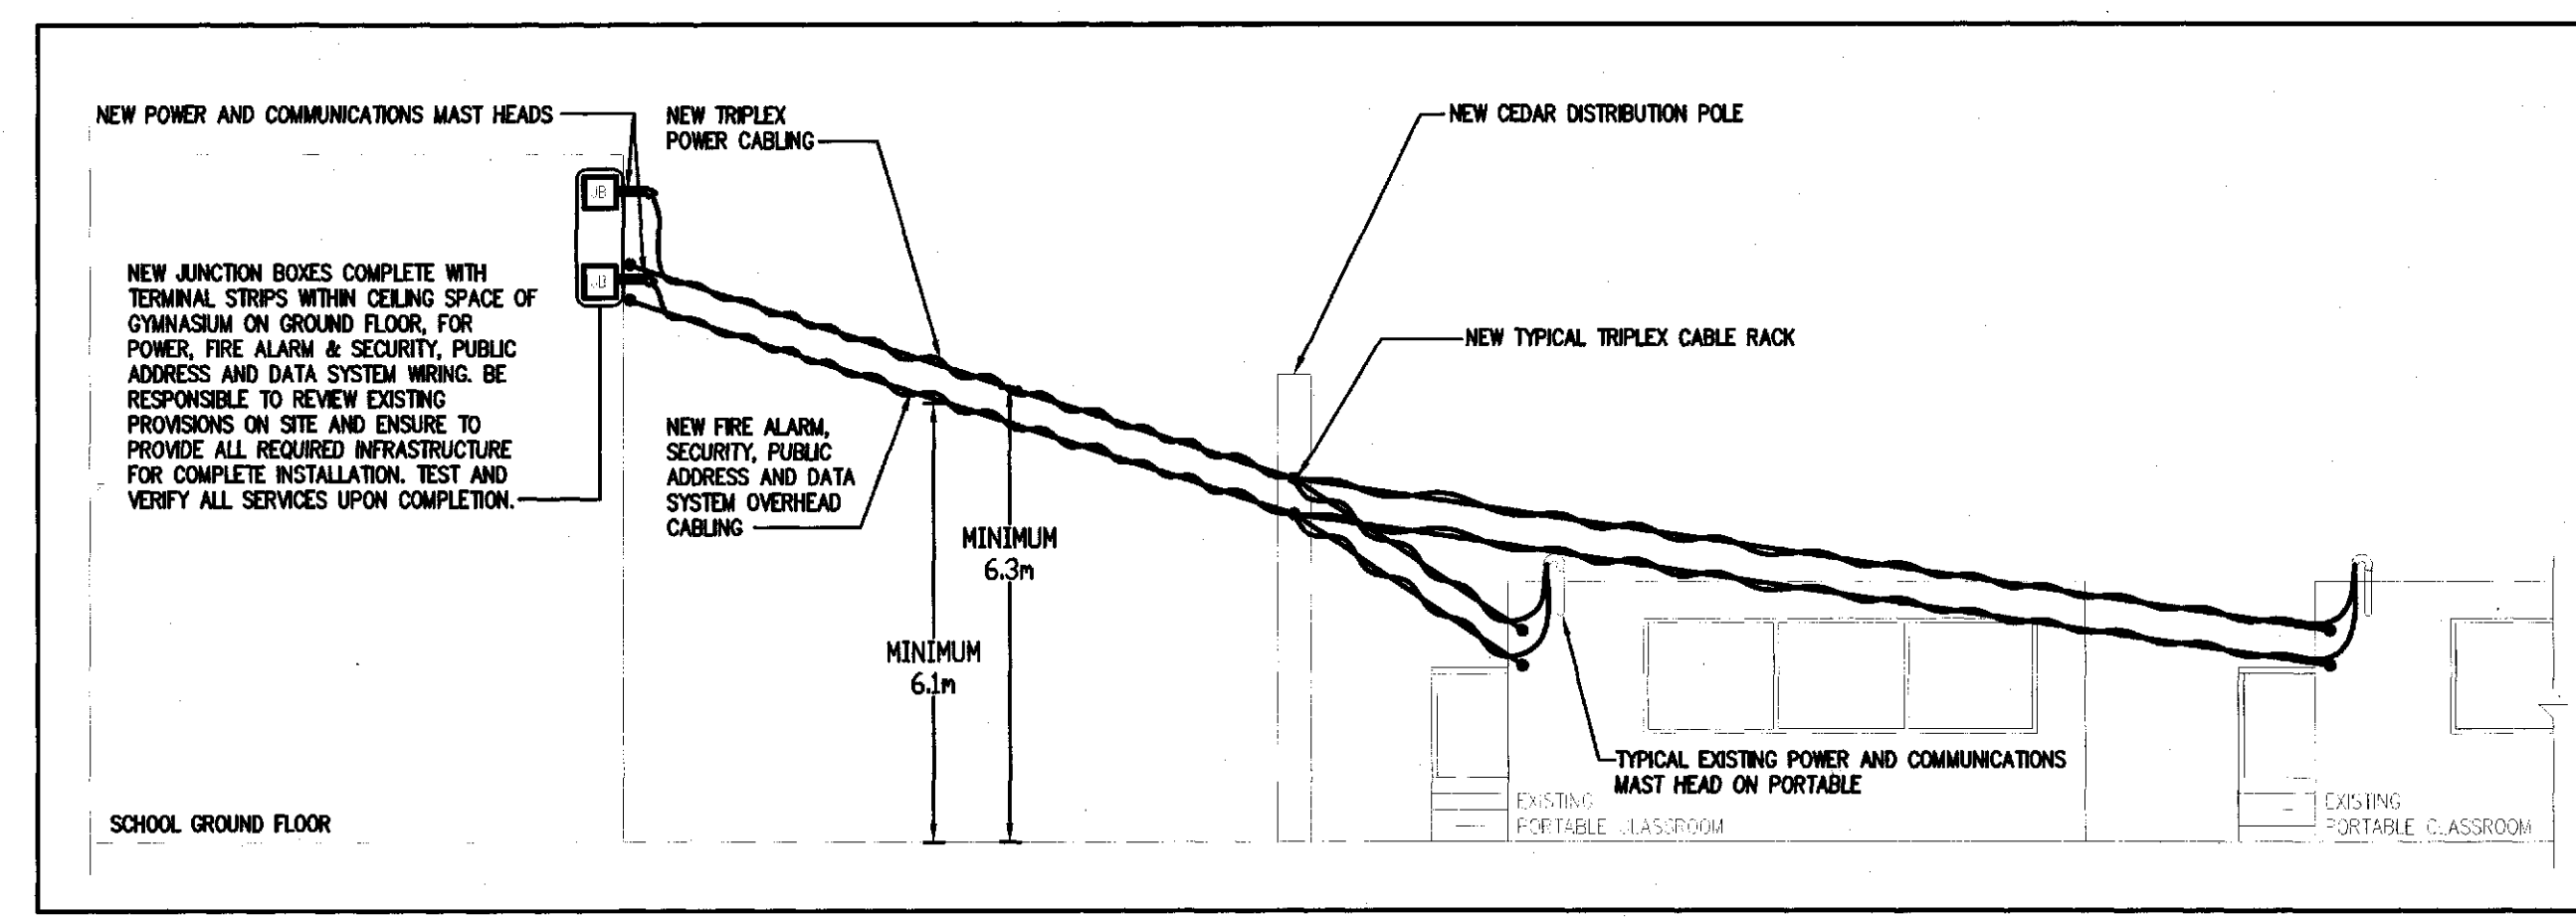 NEW POWER AND COMMUNICATIONS MAST HEADS
NEW TRIPLEX
POWER CABLING
NEW CEDAR DISTRIBUTION POLE
JB
JB
NEW JUNCTION BOXES COMPLETE WITH
TERMINAL STRIPS WITHIN CEILING SPACE OF
GYMNASIUM ON GROUND FLOOR, FOR
POWER, FIRE ALARM & SECURITY, PUBLIC
ADDRESS AND DATA SYSTEM WIRING. BE
RESPONSIBLE TO REVIEW EXISTING
PROVISIONS ON SITE AND ENSURE TO
PROVIDE ALL REQUIRED INFRASTRUCTURE
FOR COMPLETE INSTALLATION. TEST AND
VERIFY ALL SERVICES UPON COMPLETION.
NEW TYPICAL TRIPLEX CABLE RACK
NEW FIRE ALARM,
SECURITY, PUBLIC
ADDRESS AND DATA
SYSTEM OVERHEAD
CABLING
MINIMUM
6.3m
MINIMUM
6.1m
TYPICAL EXISTING POWER AND COMMUNICATIONS
MAST HEAD ON PORTABLE
EXISTING
PORTABLE CLASSROOM
EXISTING
PORTABLE CLASSROOM
SCHOOL GROUND FLOOR